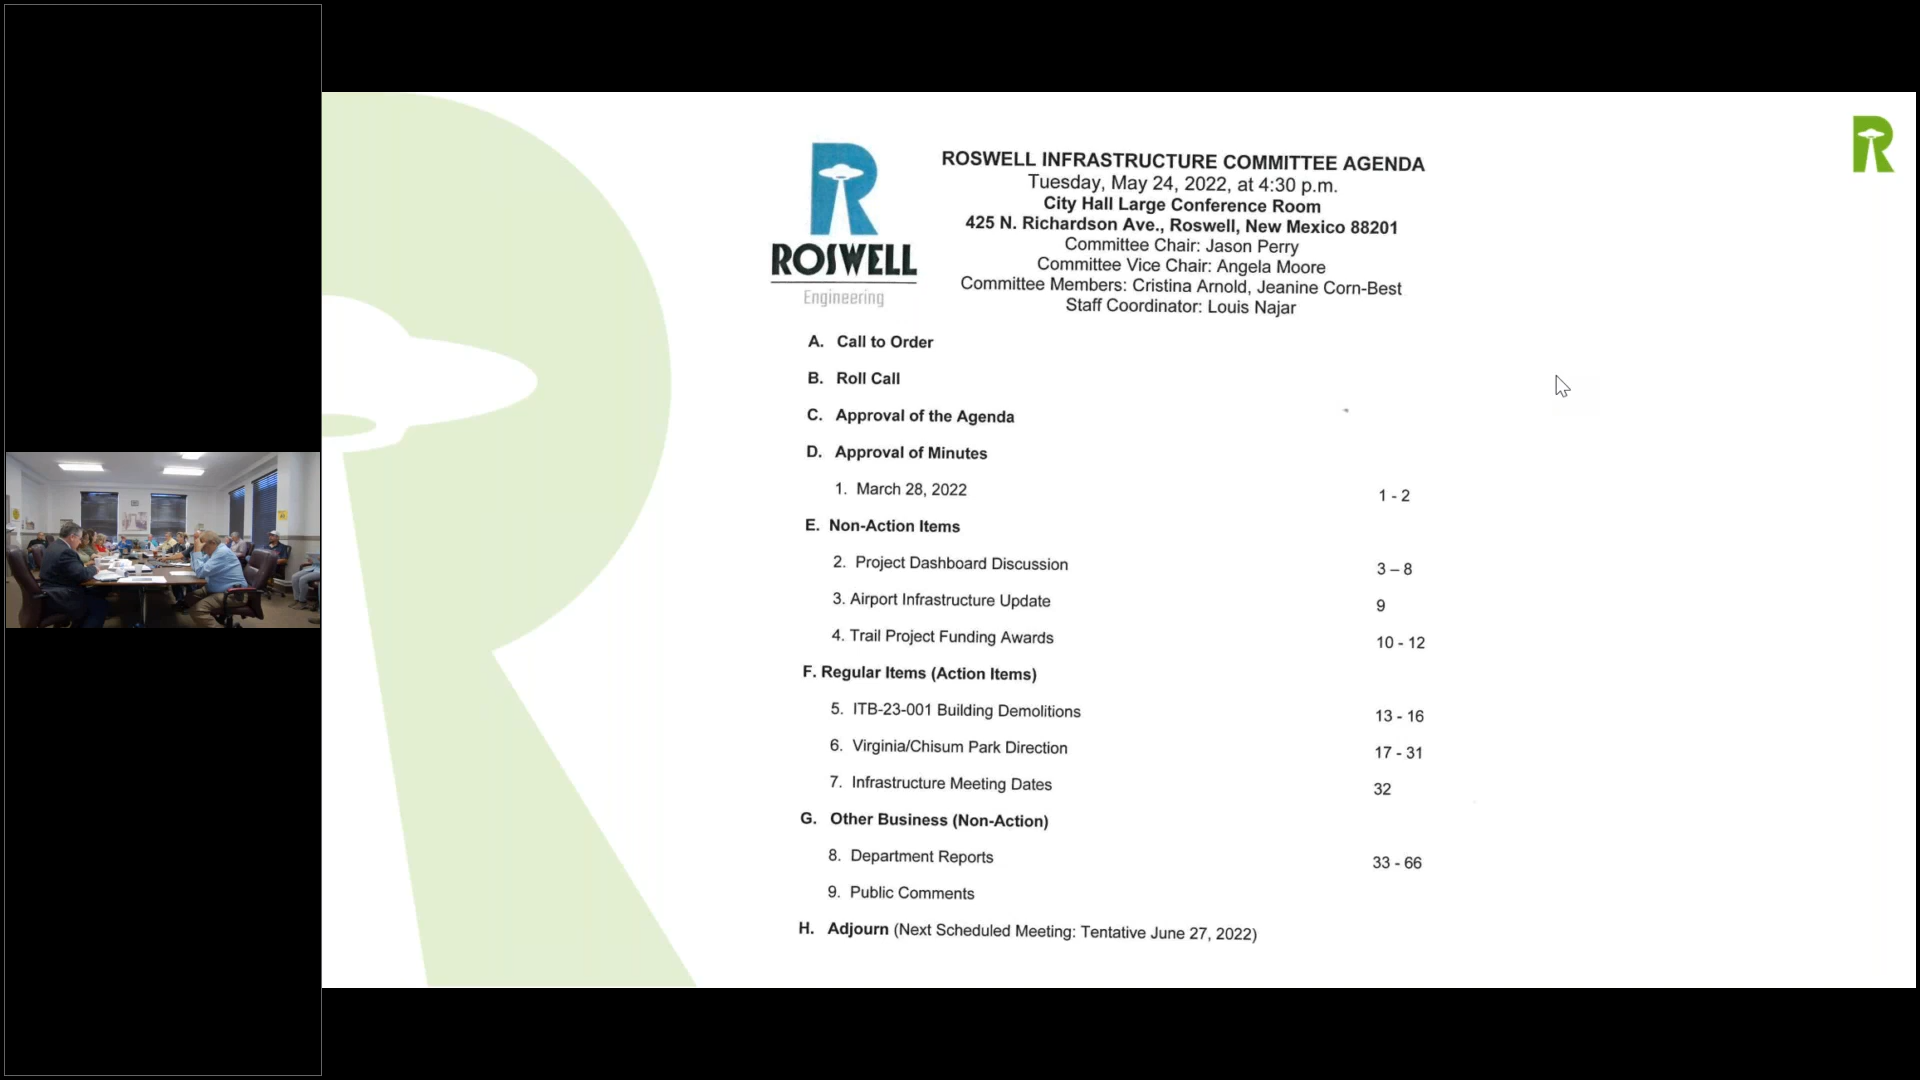 ROSWELL
Engineering
ROSWELL INFRASTRUCTURE COMMITTEE AGENDA
Tuesday, May 24, 2022, at 4:30 p.m.
City Hall Large Conference Room
425 N. Richardson Ave., Roswell, New Mexico 88201
Committee Chair: Jason Perry
Committee Vice Chair: Angela Moore
Committee Members: Cristina Arnold, Jeanine Corn-Best
Staff Coordinator: Louis Najar
A. Call to Order
B. Roll Call
C. Approval of the Agenda
D. Approval of Minutes
1. March 28, 2022 1 - 2
E. Non-Action Items
2. Project Dashboard Discussion 3 – 8
3. Airport Infrastructure Update 9
4. Trail Project Funding Awards 10 - 12
F. Regular Items (Action Items)
5. ITB-23-001 Building Demolitions 13 - 16
6. Virginia/Chisum Park Direction 17 - 31
7. Infrastructure Meeting Dates 32
G. Other Business (Non-Action)
8. Department Reports 33 - 66
9. Public Comments
H. Adjourn (Next Scheduled Meeting: Tentative June 27, 2022)